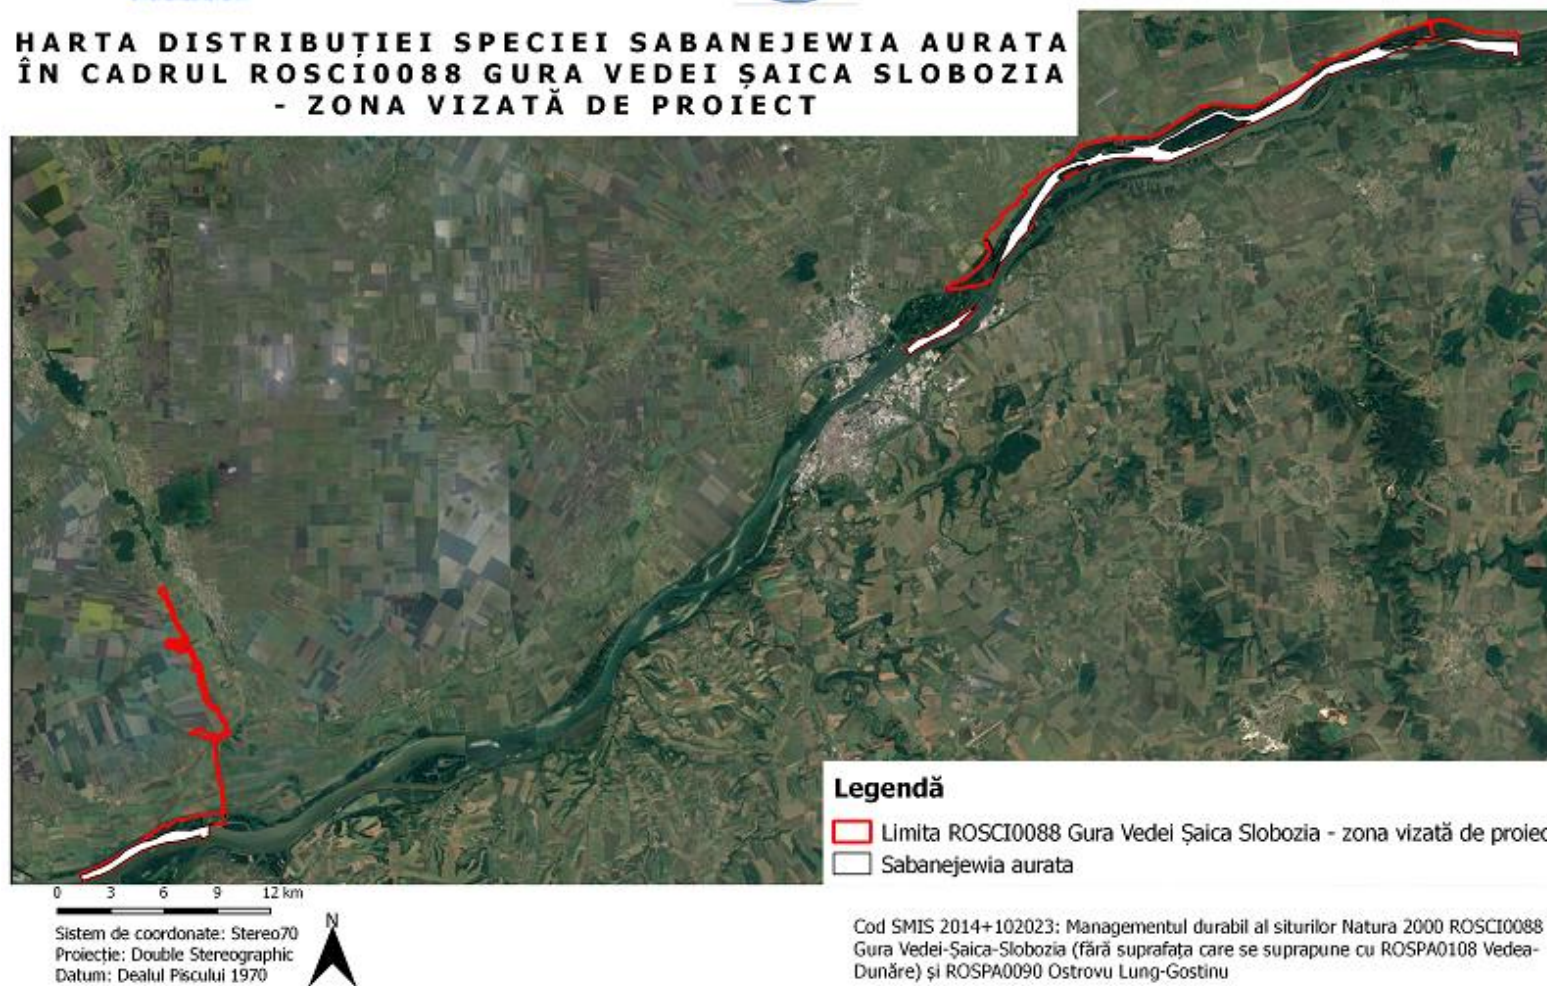 HARTA DISTRIBUȚIEI SPECIEI SABANEJEWIA AURATA
ÎN CADRUL ROSCI0088 GURA VEDEI ȘAICA SLOBOZIA
- ZONA VIZATĂ DE PROIECT
Legendă
Limita ROSCI0088 Gura Vedei Șaica Slobozia - zona vizată de proiec
Sabanejewia aurata
0 3 6 9 12 km
N
Sistem de coordonate: Stereo70
Proiecție: Double Stereographic
Datum: Dealul Piscului 1970
Cod SMIS 2014+102023: Managementul durabil al siturilor Natura 2000 ROSCI0088
Gura Vedei-Șaica-Slobozia (fără suprafața care se suprapune cu ROSPA0108 Vedea-
Dunăre) și ROSPA0090 Ostrovu Lung-Gostinu